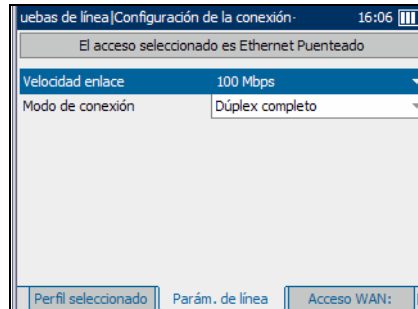 uebas de línea|Configuración de la conexión· 16:06
El acceso seleccionado es Ethernet Puenteado
Velocidad enlace 100 Mbps
Modo de conexión Dúplex completo
Perfil seleccionado Parám. de línea Acceso WAN: